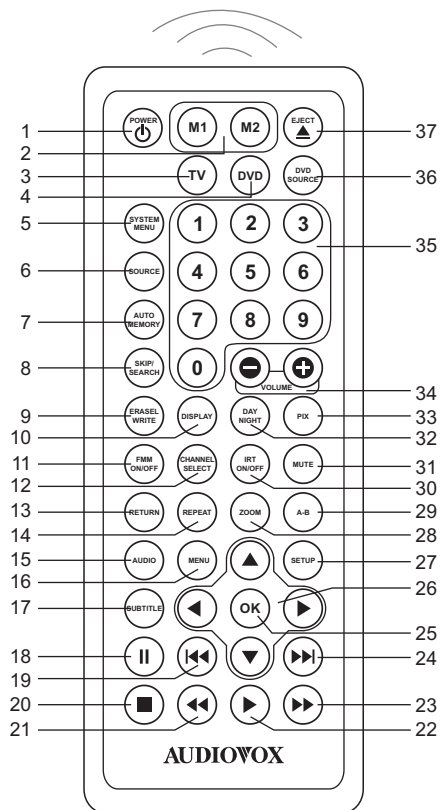 POWER M1 M2 EJECT
1 37
2
3 TV DVD DVD SOURCE 36
4
5 SYSTEM MENU 1 2 3 35
6 SOURCE 4 5 6
7 AUTO MEMORY 7 8 9
8 SKIP/ SEARCH 0
VOLUME 34
9 ERASEL WRITE DISPLAY DAY NIGHT PIX 33
10 32
11 FMM ON/OFF CHANNEL SELECT IRT ON/OFF MUTE 31
12 30
13 RETURN REPEAT ZOOM A-B 29
14 28
15 AUDIO MENU SETUP 27
16 26
17 SUBTITLE OK
25
18 24
19
20 23
21 22
AUDIOVOX